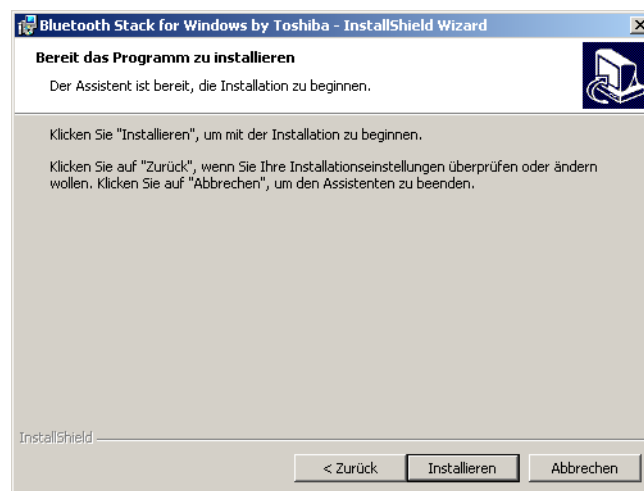 Bluetooth Stack for Windows by Toshiba - InstallShield Wizard
Bereit das Programm zu installieren
Der Assistent ist bereit, die Installation zu beginnen.
Klicken Sie "Installieren", um mit der Installation zu beginnen.
Klicken Sie auf "Zurück", wenn Sie Ihre Installationseinstellungen überprüfen oder ändern
wollen. Klicken Sie auf "Abbrechen", um den Assistenten zu beenden.
InstallShield
< Zurück Installieren Abbrechen